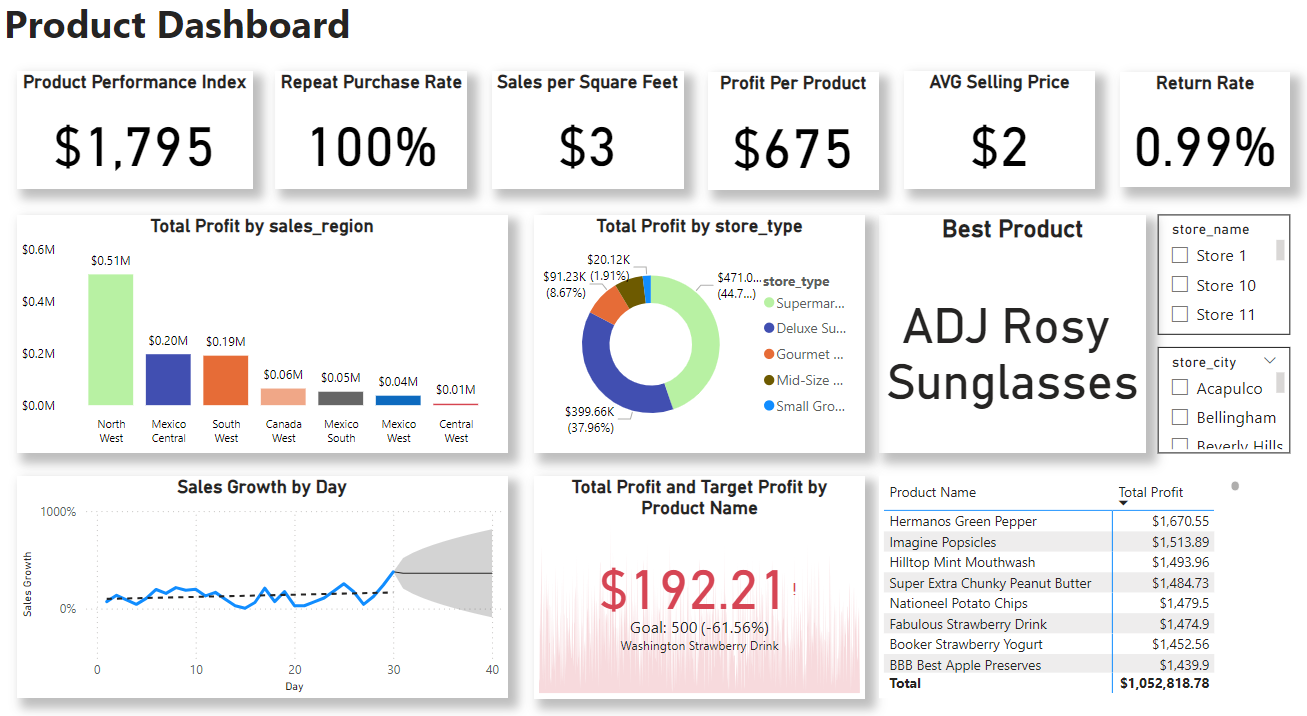 Product Dashboard
Product Performance Index
$1,795
Repeat Purchase Rate
100%
Sales per Square Feet
$3
Profit Per Product
$675
AVG Selling Price
$2
Return Rate
0.99%
Total Profit by sales_region
$0.6M
$0.4M
$0.2M
$0.0M
$0.51M
$0.20M
$0.19M
$0.06M
$0.05M
$0.04M
$0.01M
North
West
Mexico
Central
South
West
Canada
West
Mexico
South
Mexico
West
Central
West
Total Profit by store_type
$20.12K
(1.91%)
$91.23K
(8.67%)
$471.0...
(44.7...)
$399.66K
(37.96%)
store_type
Supermar...
Deluxe Su...
Gourmet ...
Mid-Size ...
Small Gro...
Best Product
ADJ Rosy
Sunglasses
store_name
Store 1
Store 10
Store 11
store_city
Acapulco
Bellingham
Beverly Hills
Sales Growth by Day
1000%
0%
Sales Growth
0 10 20 30 40
Day
Total Profit and Target Profit by
Product Name
$192.21!
Goal: 500 (-61.56%)
Washington Strawberry Drink
Product Name Total Profit
Hermanos Green Pepper $1,670.55
Imagine Popsicles $1,513.89
Hilltop Mint Mouthwash $1,493.96
Super Extra Chunky Peanut Butter $1,484.73
Nationeel Potato Chips $1,479.5
Fabulous Strawberry Drink $1,474.9
Booker Strawberry Yogurt $1,452.56
BBB Best Apple Preserves $1,439.9
Total $1,052,818.78